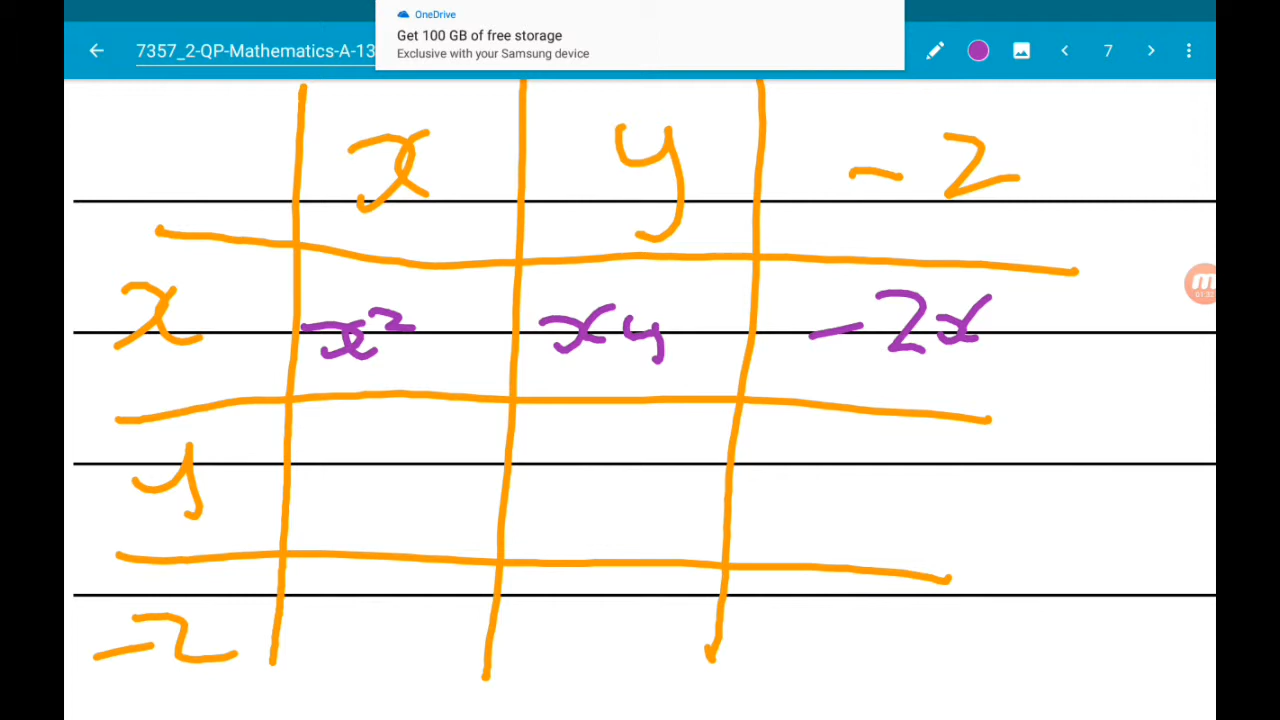 OneDrive
Get 100 GB of free storage
Exclusive with your Samsung device
7357_2-QP-Mathematics-A-13
7
x y -2
x x² xy -2x
y
-2